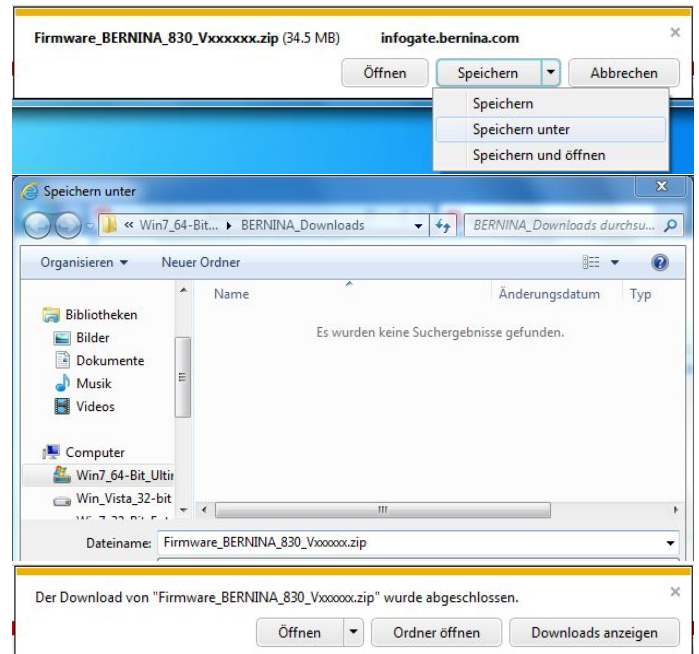 Firmware_BERNINA_830_Vxxxxxx.zip (34.5 MB) infogate.bernina.com
Öffnen Speichern Abbrechen
Speichern
Speichern unter
Speichern und öffnen
Speichern unter
« Win7_64-Bit... BERNINA_Downloads BERNINA_Downloads durchsu...
Organisieren Neuer Ordner
Name Änderungsdatum Typ
Es wurden keine Suchergebnisse gefunden.
Bibliotheken
Bilder
Dokumente
Musik
Videos
Computer
Win7_64-Bit_Ultir
Win_Vista_32-bit
Dateiname: Firmware_BERNINA_830_Vxxxxxx.zip
Der Download von "Firmware_BERNINA_830_Vxxxxxx.zip" wurde abgeschlossen.
Öffnen Ordner öffnen Downloads anzeigen